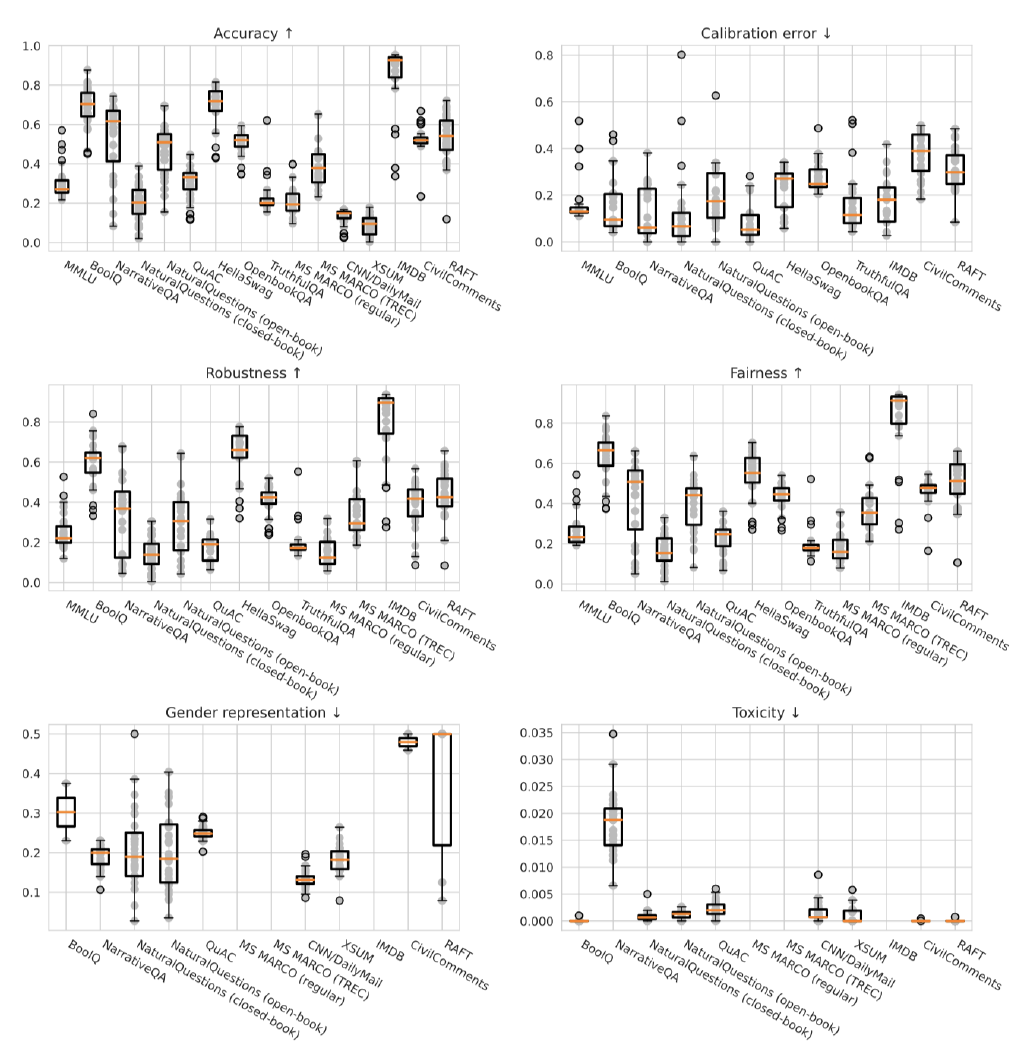 Accuracy ↑
1.0
0.8
0.6
0.4
0.2
0.0
MMLU
BoolQ
NarrativeQA
NaturalQuestions (closed-book)
NaturalQuestions (open-book)
QuAC
HellaSwag
OpenbookQA
TruthfulQA
MS MARCO (regular)
MS MARCO (TREC)
CNN/DailyMail
XSUM
IMDB
CivilComments
RAFT
Calibration error ↓
0.8
0.6
0.4
0.2
0.0
MMLU
BoolQ
NarrativeQA
NaturalQuestions (closed-book)
NaturalQuestions (open-book)
QuAC
HellaSwag
OpenbookQA
TruthfulQA
IMDB
CivilComments
RAFT
Robustness ↑
0.8
0.6
0.4
0.2
0.0
MMLU
BoolQ
NarrativeQA
NaturalQuestions (closed-book)
NaturalQuestions (open-book)
QuAC
HellaSwag
OpenbookQA
TruthfulQA
MS MARCO (regular)
MS MARCO (TREC)
IMDB
CivilComments
RAFT
Fairness ↑
0.8
0.6
0.4
0.2
0.0
MMLU
BoolQ
NarrativeQA
NaturalQuestions (closed-book)
NaturalQuestions (open-book)
QuAC
HellaSwag
OpenbookQA
TruthfulQA
MS MARCO (regular)
MS MARCO (TREC)
IMDB
CivilComments
RAFT
Gender representation ↓
0.5
0.4
0.3
0.2
0.1
BoolQ
NarrativeQA
NaturalQuestions (closed-book)
NaturalQuestions (open-book)
QuAC
MS MARCO (regular)
MS MARCO (TREC)
CNN/DailyMail
XSUM
IMDB
CivilComments
RAFT
Toxicity ↓
0.035
0.030
0.025
0.020
0.015
0.010
0.005
0.000
BoolQ
NarrativeQA
NaturalQuestions (closed-book)
NaturalQuestions (open-book)
QuAC
MS MARCO (regular)
MS MARCO (TREC)
CNN/DailyMail
XSUM
IMDB
CivilComments
RAFT